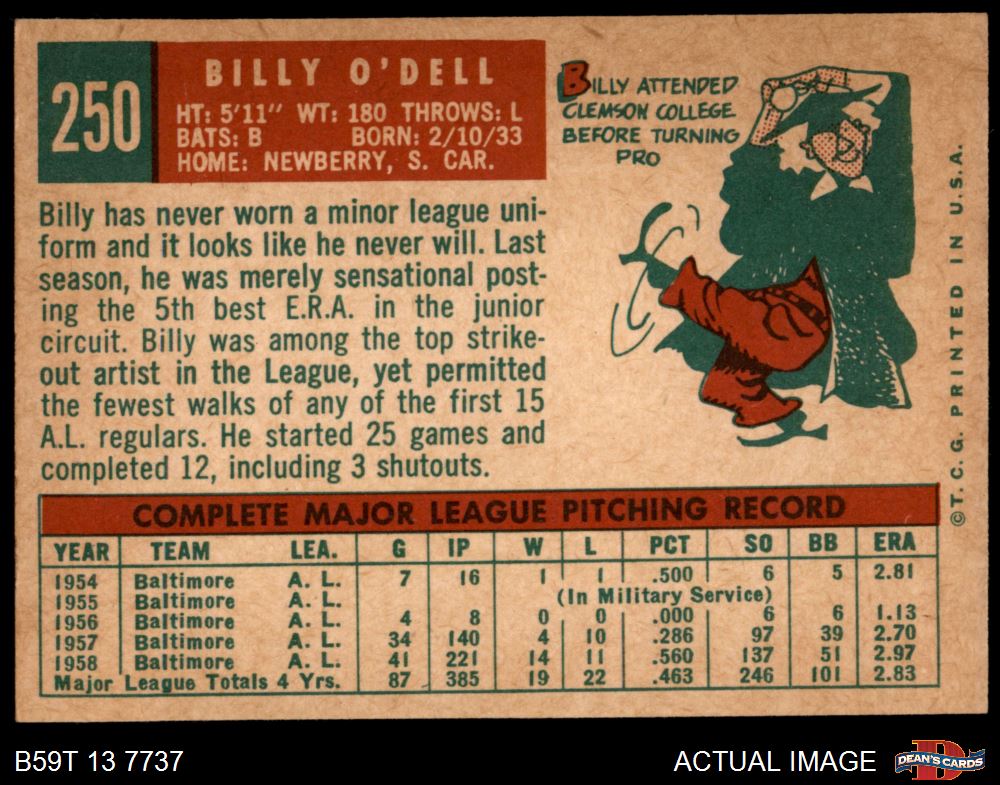 250
BILLY O'DELL
HT: 5'11" WT: 180 THROWS: L
BATS: B BORN: 2/10/33
HOME: NEWBERRY, S. CAR.
BILLY ATTENDED
CLEMSON COLLEGE
BEFORE TURNING
PRO
Billy has never worn a minor league uni-
form and it looks like he never will. Last
season, he was merely sensational post-
ing the 5th best E.R.A. in the junior
circuit. Billy was among the top strike-
out artist in the League, yet permitted
the fewest walks of any of the first 15
A.L. regulars. He started 25 games and
completed 12, including 3 shutouts.
© T. C. G. PRINTED IN U.S.A.
COMPLETE MAJOR LEAGUE PITCHING RECORD
YEAR TEAM LEA. G IP W L PCT SO BB ERA
1954 Baltimore A. L. 7 16 1 1 .500 6 5 2.81
1955 Baltimore A. L. (In Military Service)
1956 Baltimore A. L. 4 8 0 0 .000 6 6 1.13
1957 Baltimore A. L. 34 140 4 10 .286 97 39 2.70
1958 Baltimore A. L. 41 221 14 11 .560 137 51 2.97
Major League Totals 4 Yrs. 87 385 19 22 .463 246 101 2.83
B59T 13 7737
ACTUAL IMAGE
DEAN'S CARDS